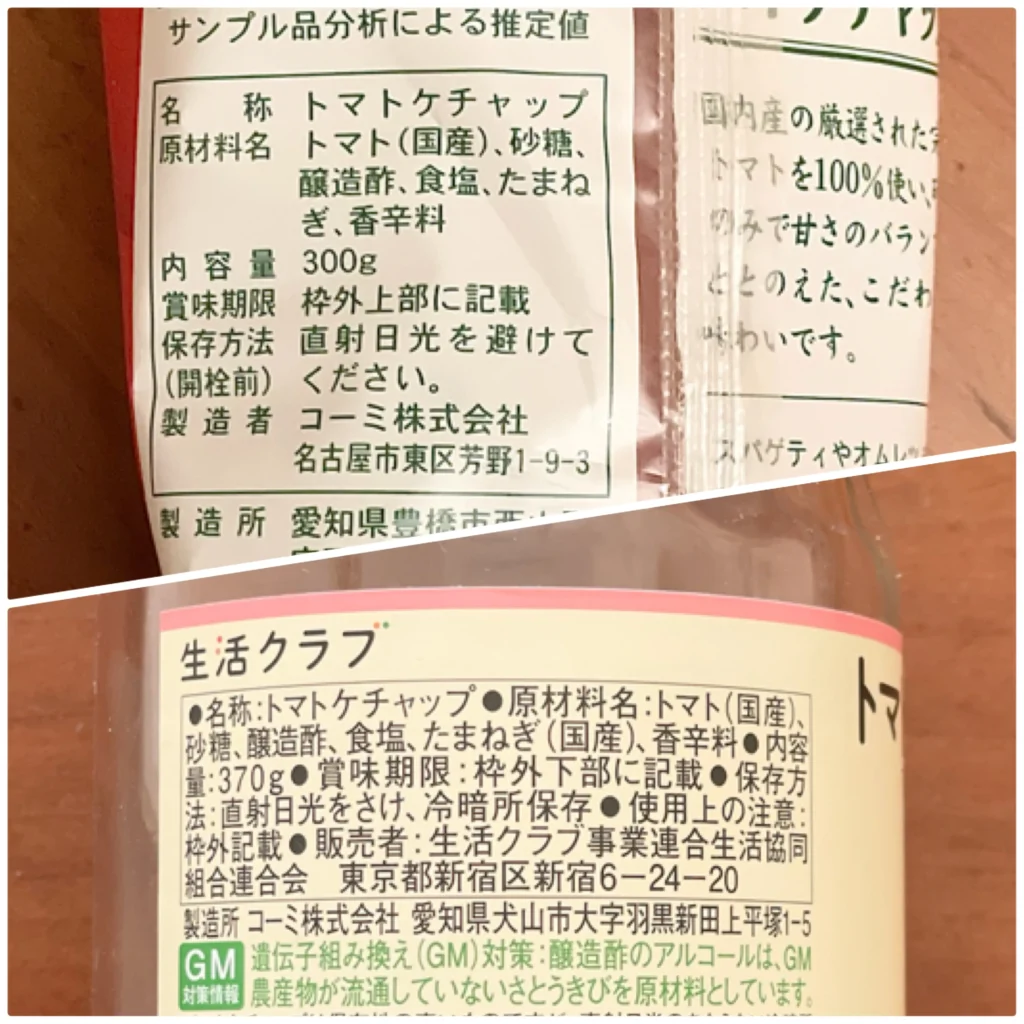 サンプル品分析による推定値
名称 トマトケチャップ
原材料名 トマト(国産)、砂糖、
醸造酢、食塩、たまね
ぎ、香辛料
内容量 300g
賞味期限 枠外上部に記載
保存方法 直射日光を避けて
(開栓前) ください。
製造者 コーミ株式会社
名古屋市東区芳野1-9-3
製造所 愛知県豊橋市西
国内産の厳選された
トマトを100%使い、
のみで甘さのバラン
ととのえた、こだわ
味わいです。
スパゲティやオムレ
生活クラブ
●名称:トマトケチャップ●原材料名:トマト(国産)、
砂糖、醸造酢、食塩、たまねぎ(国産)、香辛料●内容
量:370g●賞味期限:枠外下部に記載●保存方
法:直射日光をさけ、冷暗所保存●使用上の注意:
枠外記載●販売者:生活クラブ事業連合生活協同
組合連合会 東京都新宿区新宿6-24-20
製造所 コーミ株式会社 愛知県犬山市大字羽黒新田上平塚1-5
GM
対策情報
遺伝子組み換え(GM)対策:醸造酢のアルコールは、GM
農産物が流通していないさとうきびを原材料としています。
トマ